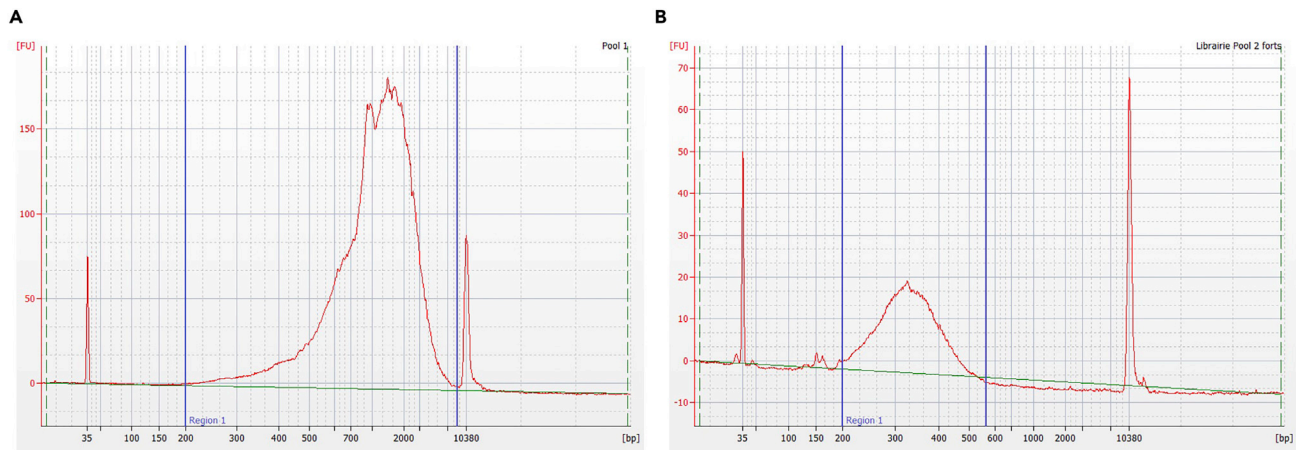 A
[FU]
Pool 1
150
100
50
0
Region 1
35 100 150 200 300 400 500 700 2000 10380 [bp]
B
[FU]
Librairie Pool 2 forts
70
60
50
40
30
20
10
0
-10
Region 1
35 100 150 200 300 400 500 600 1000 2000 10380 [bp]